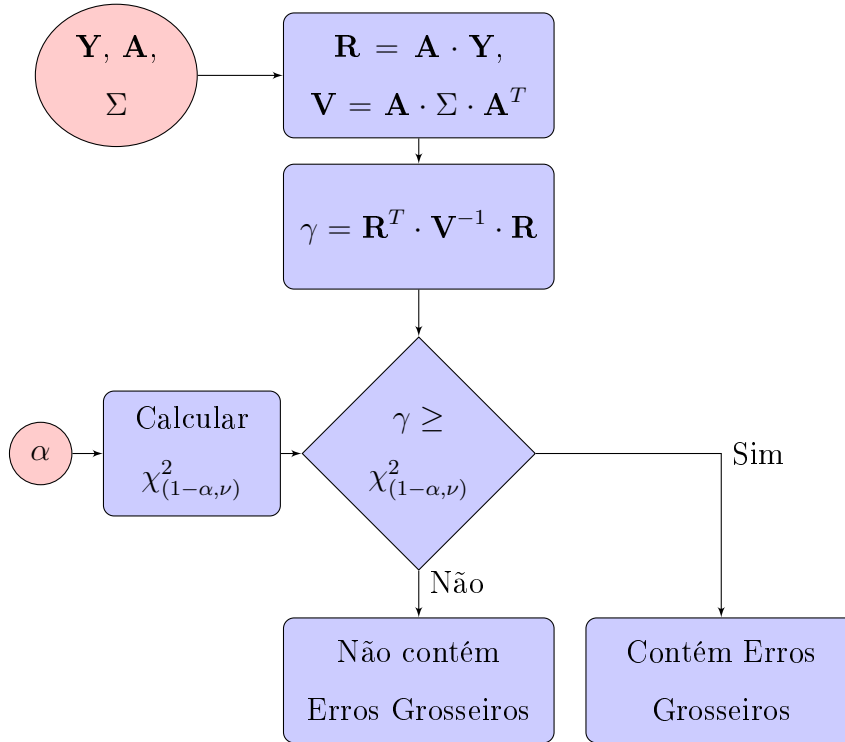 Y, A,
Σ
R = A · Y,
V = A · Σ · A^T
γ = R^T · V^{-1} · R
α
Calcular
χ²_{(1−α,ν)}
γ ≥
χ²_{(1−α,ν)}
Sim
Não
Não contém
Erros Grosseiros
Contém Erros
Grosseiros